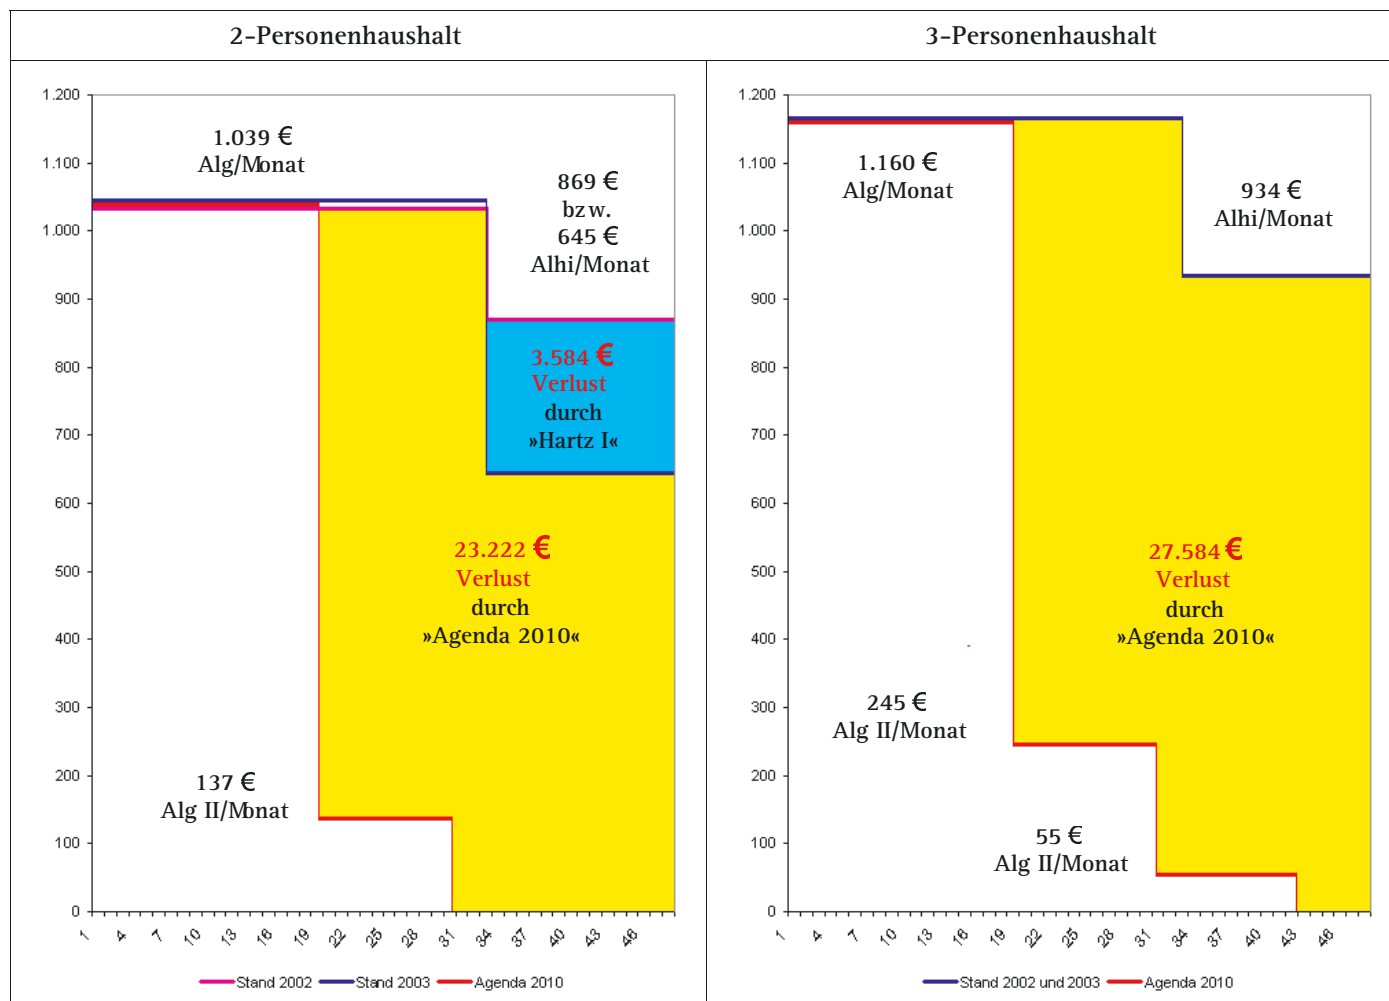 2-Personenhaushalt
3-Personenhaushalt
1.200
1.100
1.000
900
800
700
600
500
400
300
200
100
0
1.039 €
Alg/Monat
869 €
bzw.
645 €
Alhi/Monat
3.584 €
Verlust
durch
»Hartz I«
23.222 €
Verlust
durch
»Agenda 2010«
137 €
Alg II/Monat
1 4 7 10 13 16 19 22 25 28 31 34 37 40 43 46
Stand 2002 Stand 2003 Agenda 2010
1.200
1.100
1.000
900
800
700
600
500
400
300
200
100
0
1.160 €
Alg/Monat
934 €
Alhi/Monat
27.584 €
Verlust
durch
»Agenda 2010«
245 €
Alg II/Monat
55 €
Alg II/Monat
1 4 7 10 13 16 19 22 25 28 31 34 37 40 43 46
Stand 2002 und 2003 Agenda 2010